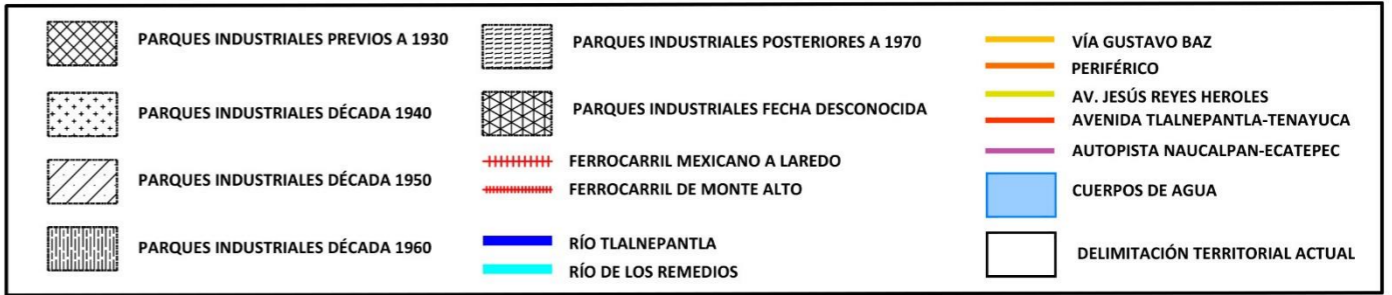 PARQUES INDUSTRIALES PREVIOS A 1930
PARQUES INDUSTRIALES DÉCADA 1940
PARQUES INDUSTRIALES DÉCADA 1950
PARQUES INDUSTRIALES DÉCADA 1960
PARQUES INDUSTRIALES POSTERIORES A 1970
PARQUES INDUSTRIALES FECHA DESCONOCIDA
FERROCARRIL MEXICANO A LAREDO
FERROCARRIL DE MONTE ALTO
RÍO TLALNEPANTLA
RÍO DE LOS REMEDIOS
VÍA GUSTAVO BAZ
PERIFÉRICO
AV. JESÚS REYES HEROLES
AVENIDA TLALNEPANTLA-TENAYUCA
AUTOPISTA NAUCALPAN-ECATEPEC
CUERPOS DE AGUA
DELIMITACIÓN TERRITORIAL ACTUAL